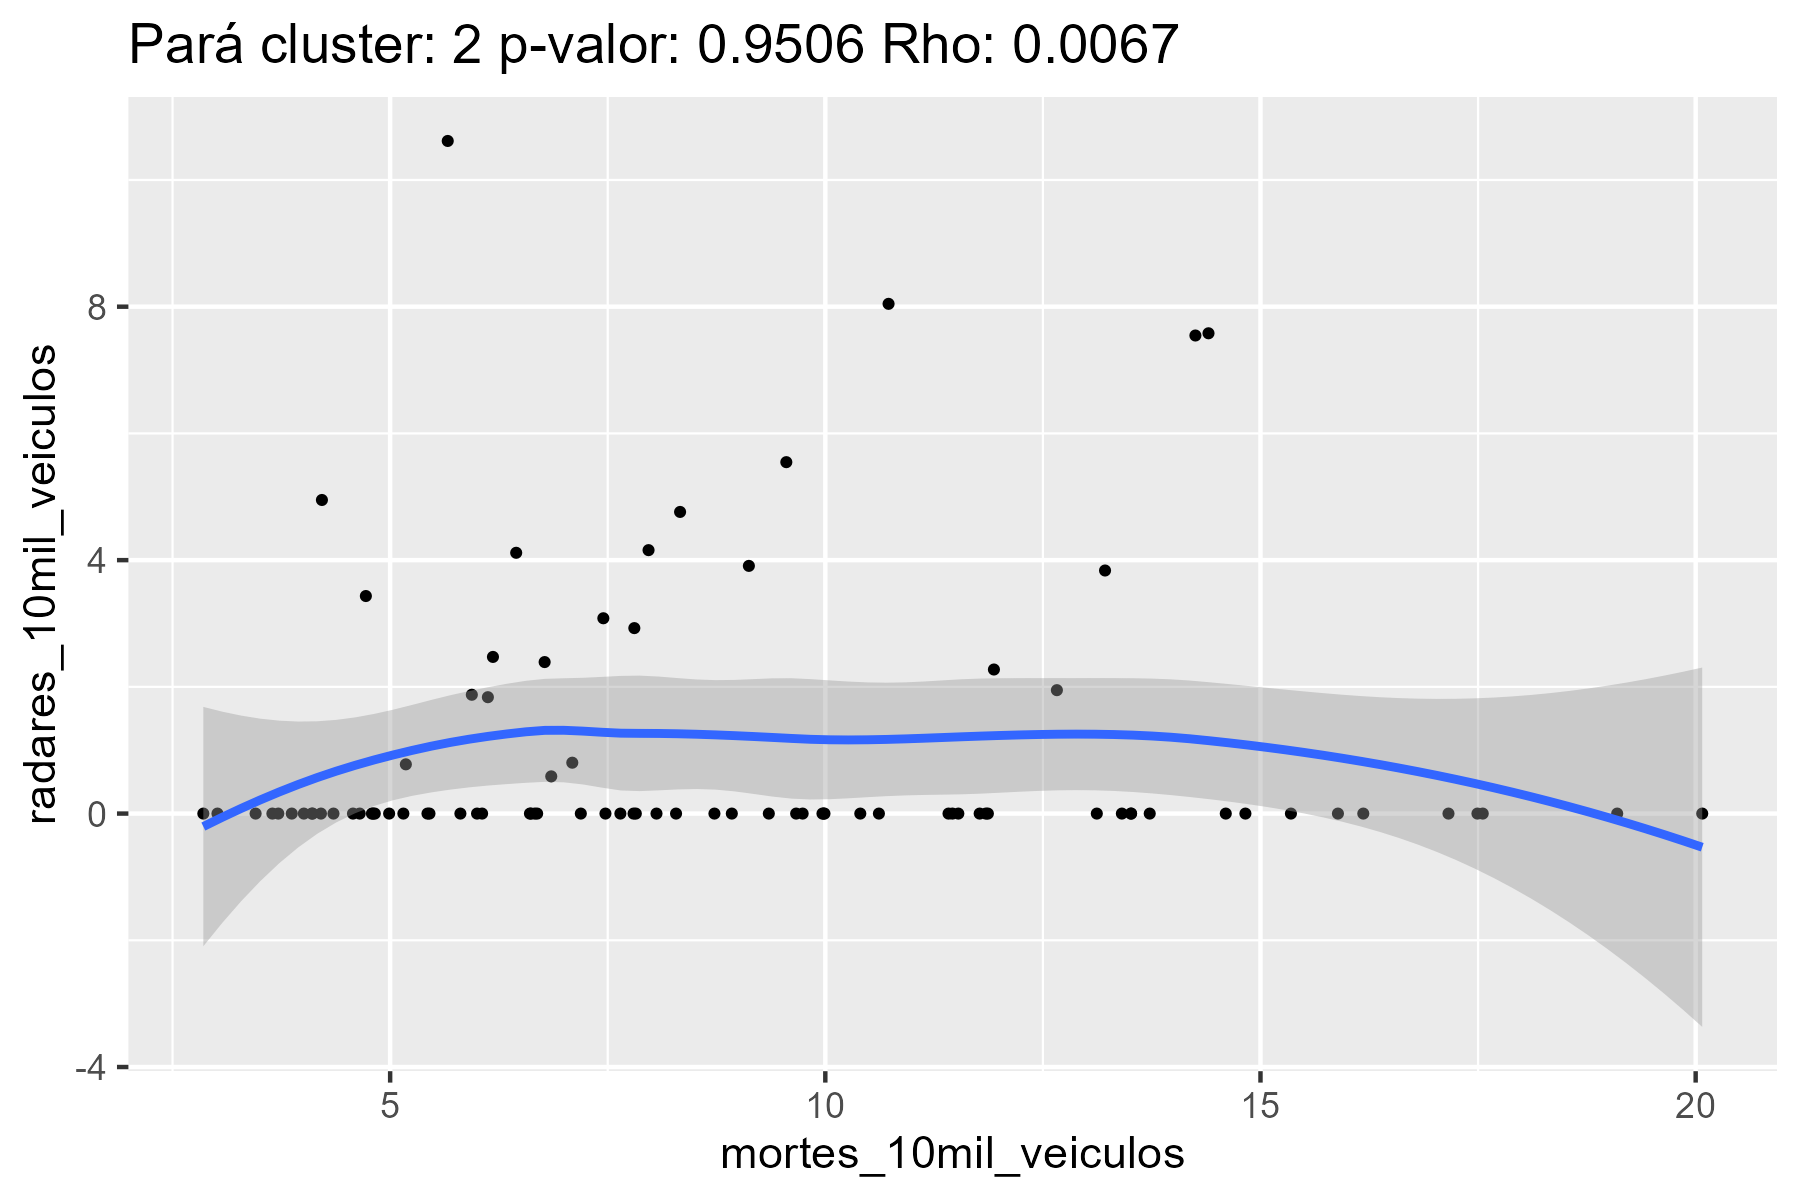 Pará cluster: 2 p-valor: 0.9506 Rho: 0.0067
radares_10mil_veiculos
8
4
0
-4
5 10 15 20
mortes_10mil_veiculos